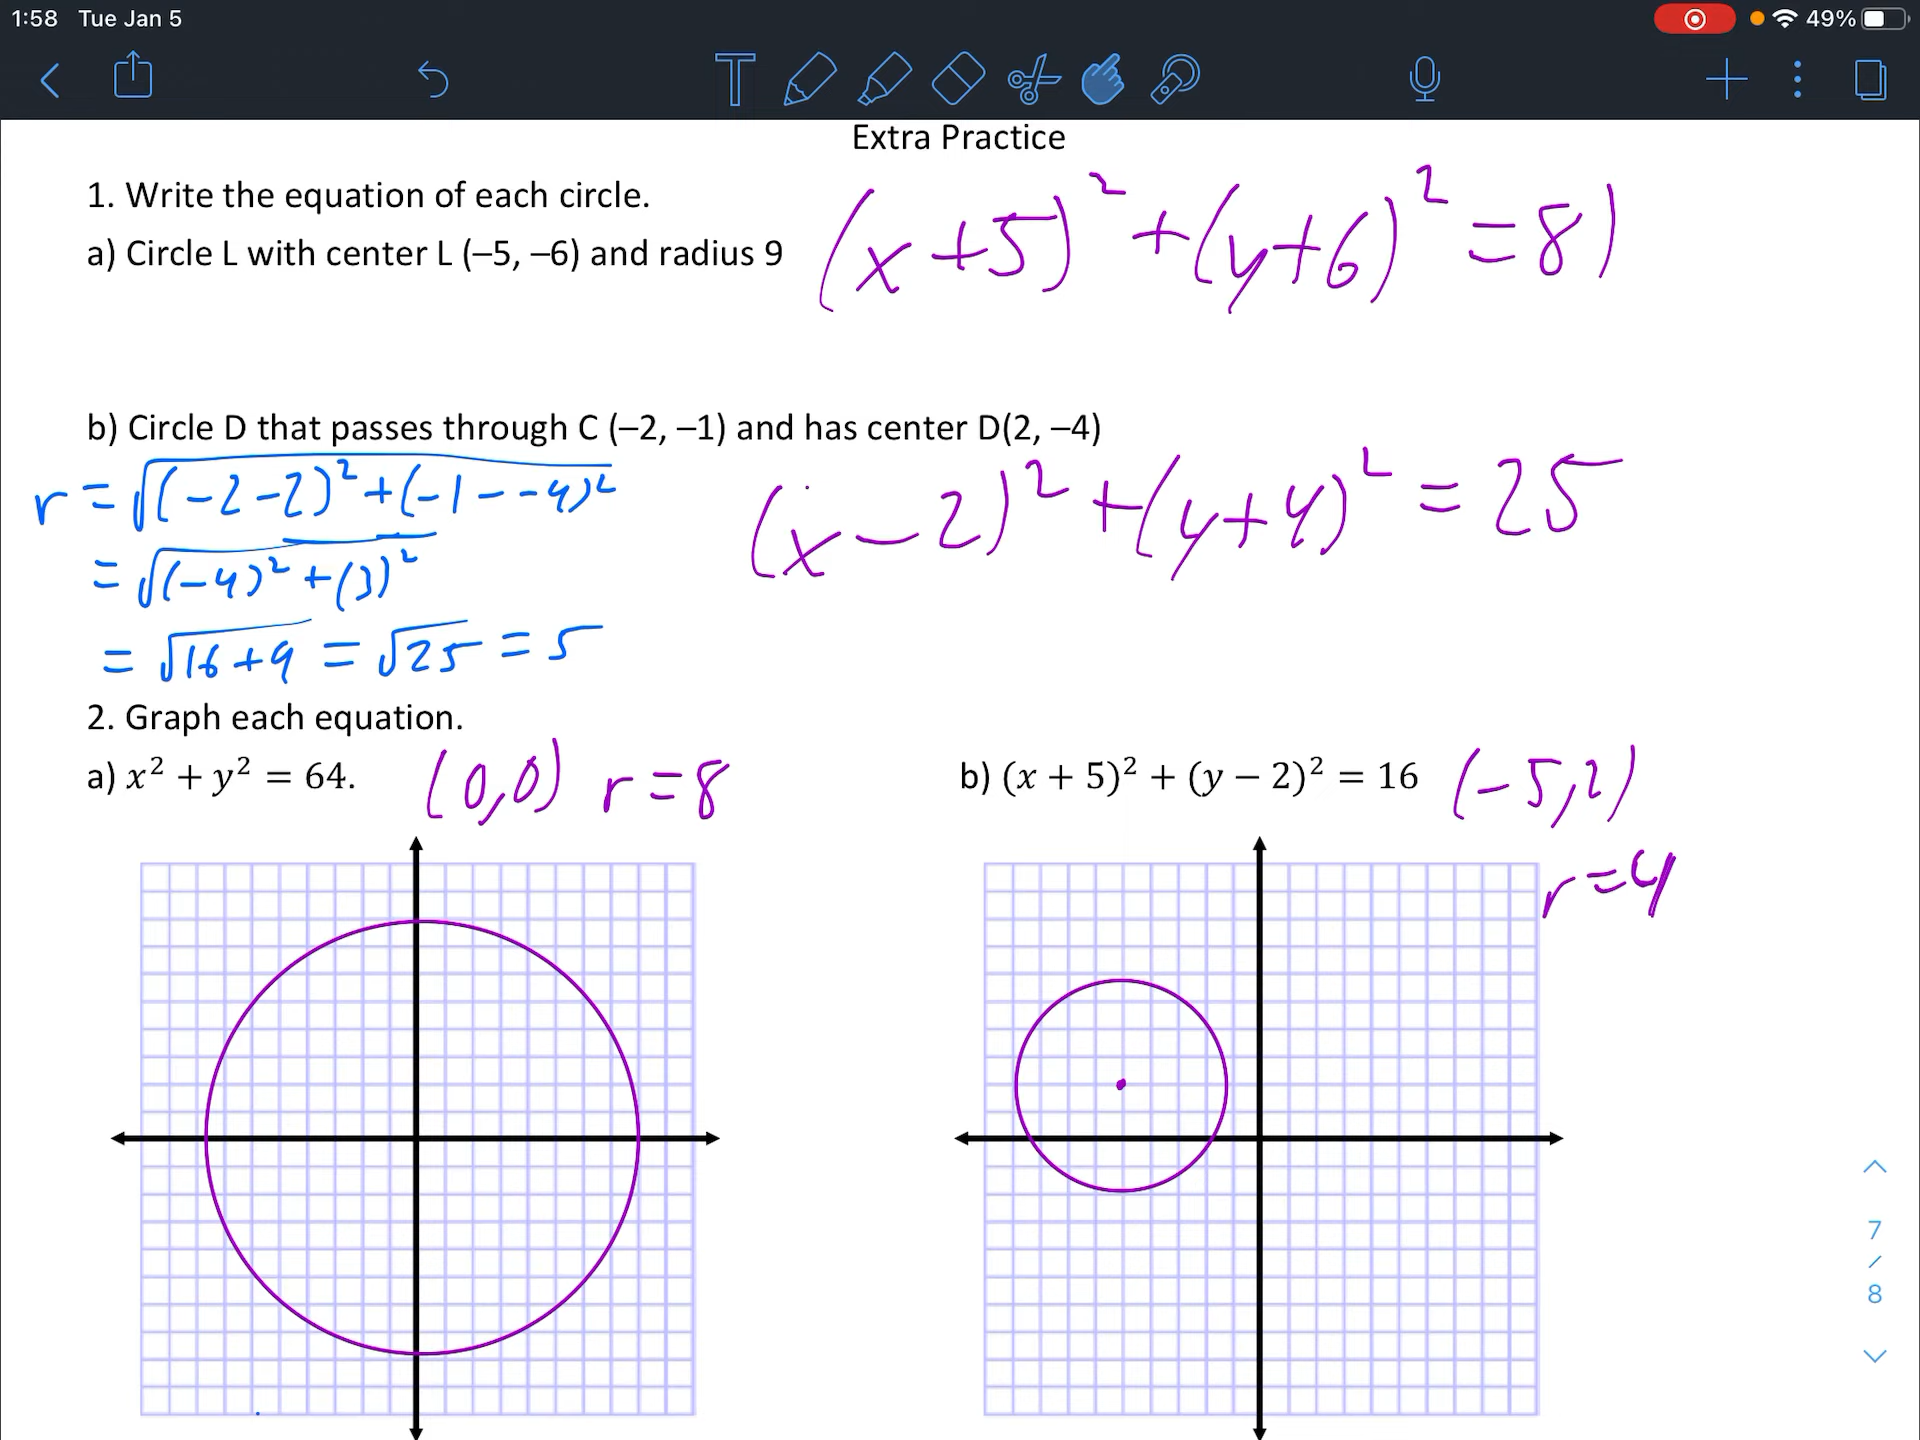 1:58 Tue Jan 5
49%
T
Extra Practice
1. Write the equation of each circle.
a) Circle L with center L (–5, –6) and radius 9
(x+5)² + (y+6)² = 81
b) Circle D that passes through C (–2, –1) and has center D(2, –4)
r = √(-2-2)² + (-1--4)²
= √(-4)² + (3)²
= √16+9 = √25 = 5
(x-2)² + (y+4)² = 25
2. Graph each equation.
a) x² + y² = 64.
(0,0) r=8
b) (x + 5)² + (y − 2)² = 16
(-5,2)
r=4
7
/
8